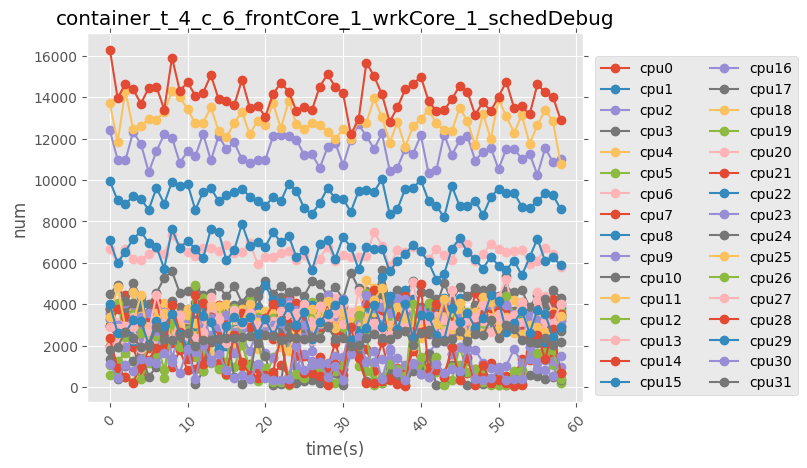 container_t_4_c_6_frontCore_1_wrkCore_1_schedDebug
16000
14000
12000
10000
8000
6000
4000
2000
0
num
0
10
20
30
40
50
60
time(s)
cpu0
cpu1
cpu2
cpu3
cpu4
cpu5
cpu6
cpu7
cpu8
cpu9
cpu10
cpu11
cpu12
cpu13
cpu14
cpu15
cpu16
cpu17
cpu18
cpu19
cpu20
cpu21
cpu22
cpu23
cpu24
cpu25
cpu26
cpu27
cpu28
cpu29
cpu30
cpu31